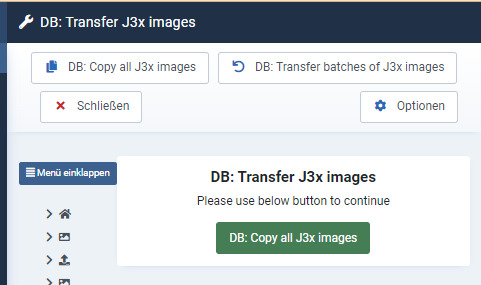 DB: Transfer J3x images
DB: Copy all J3x images
DB: Transfer batches of J3x images
Schließen
Optionen
Menü einklappen
DB: Transfer J3x images
Please use below button to continue
DB: Copy all J3x images